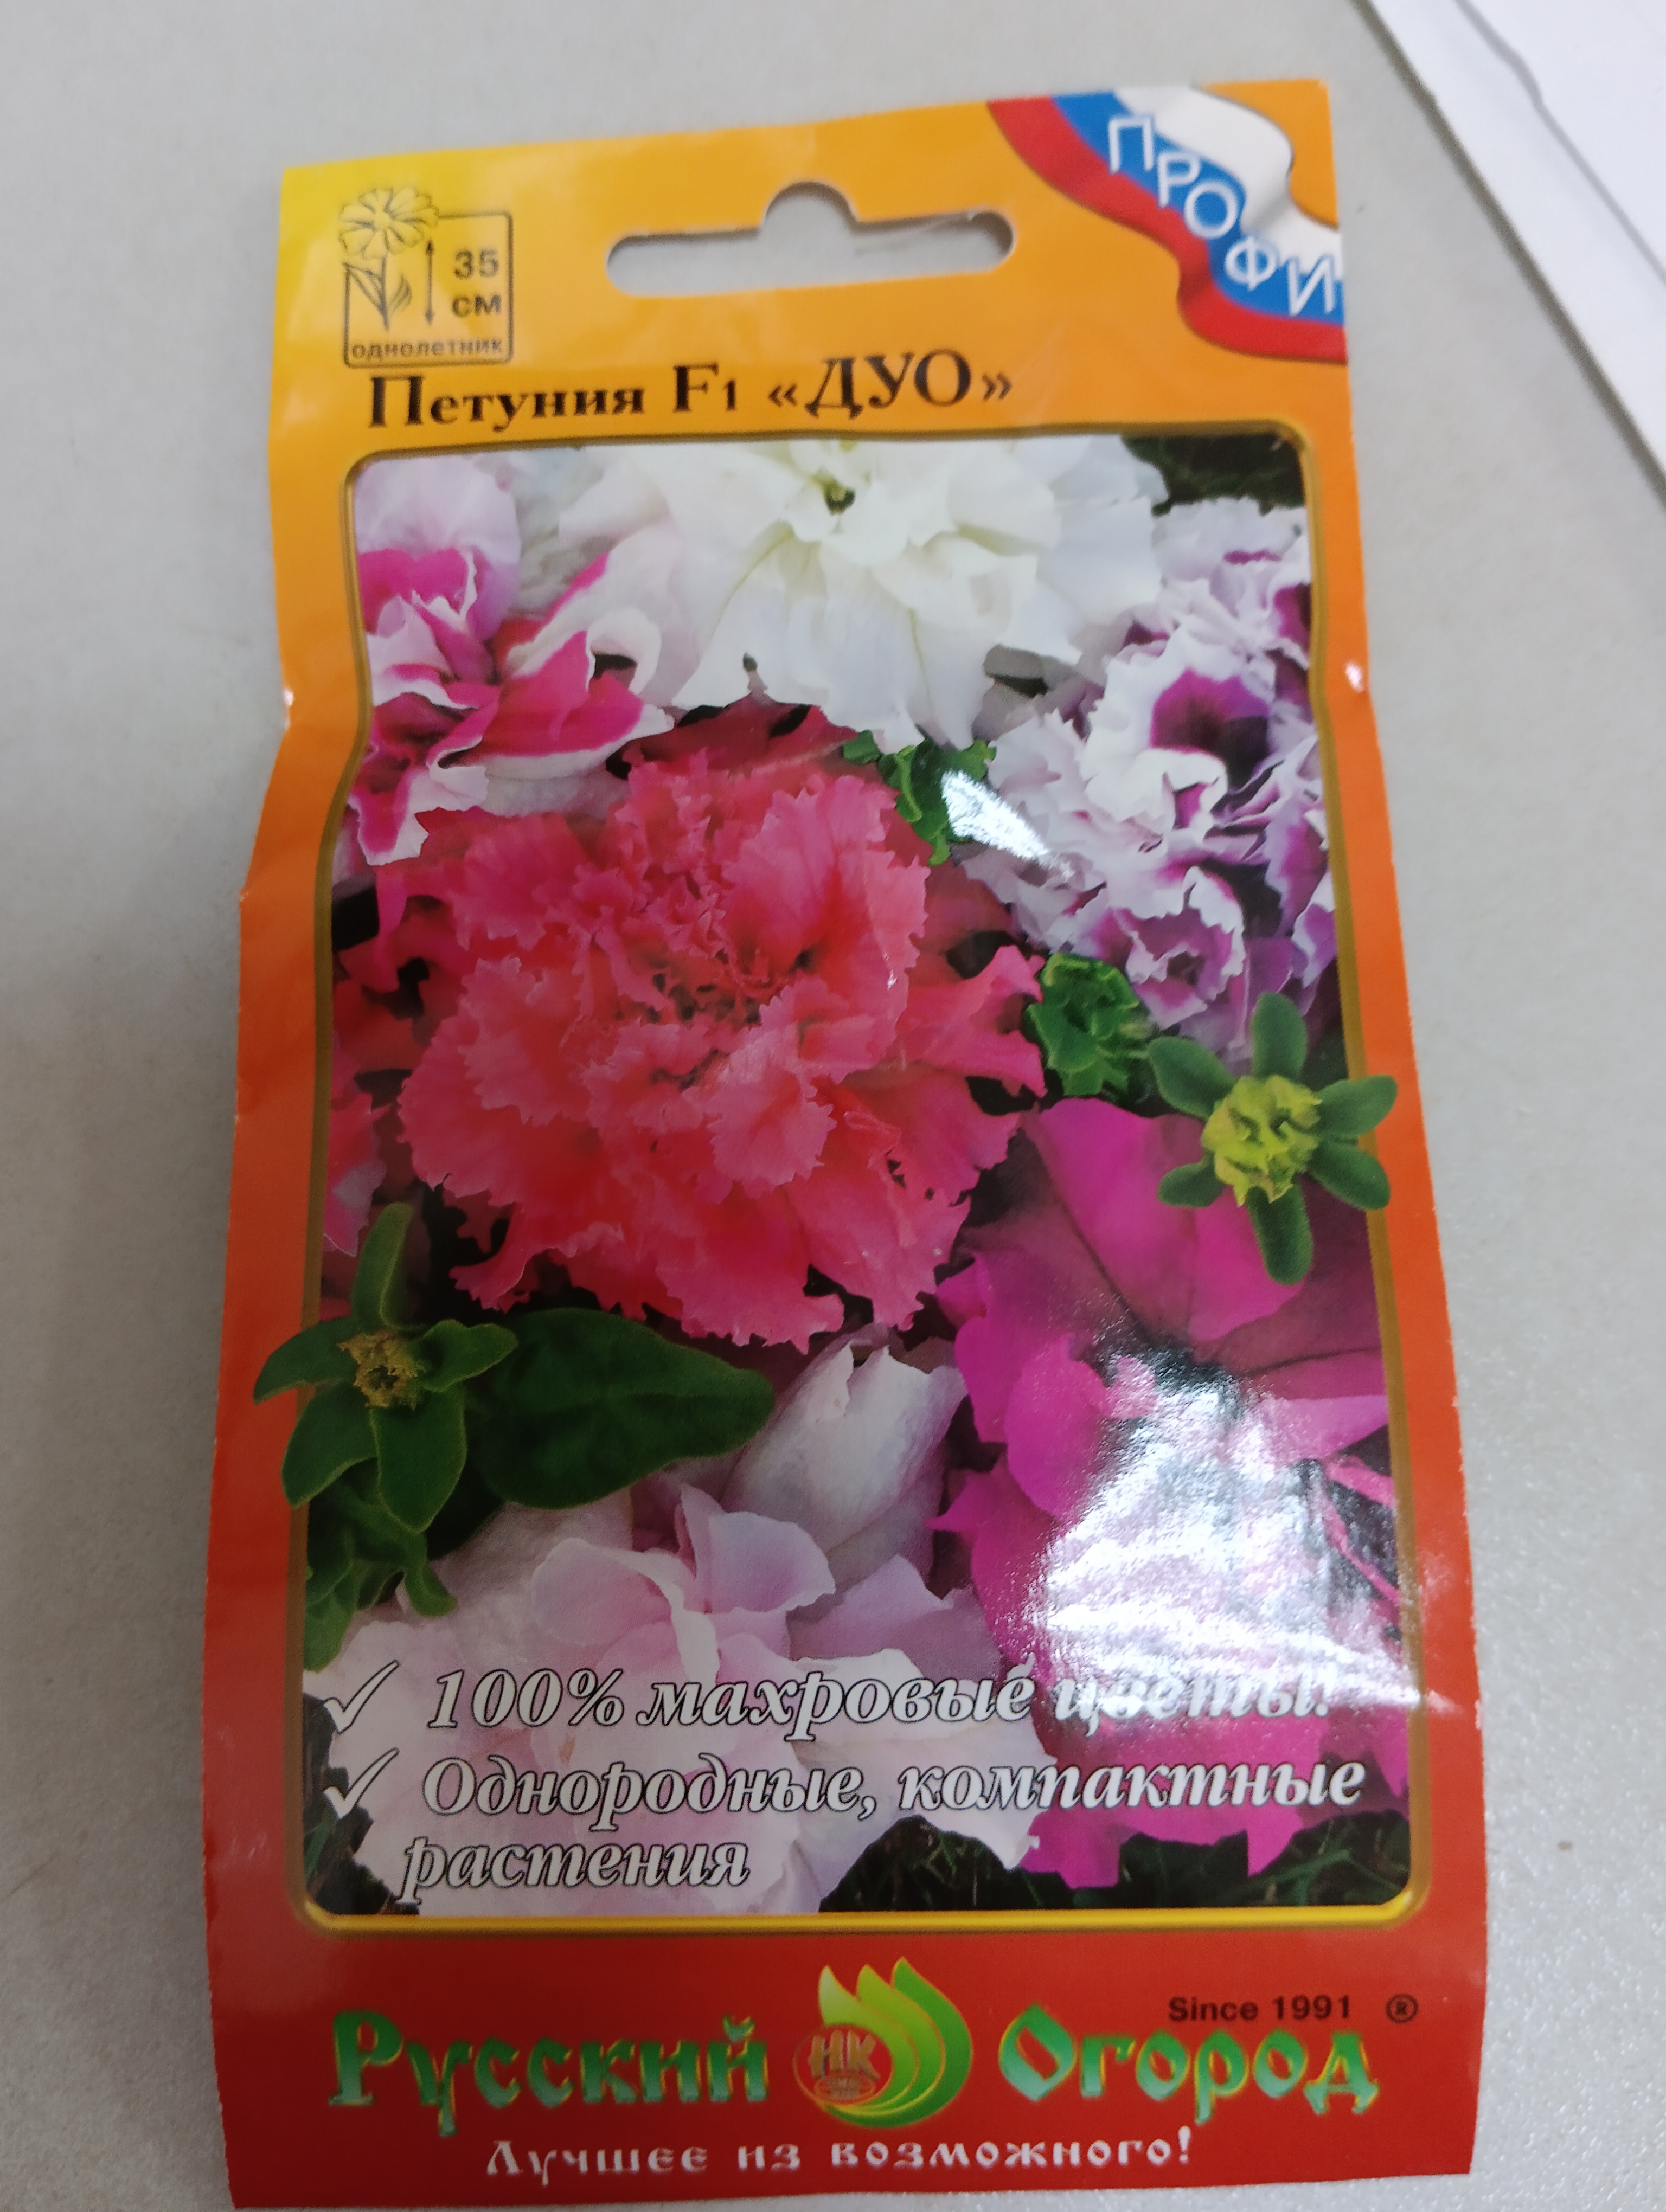 ПРОФИ
35
см
однолетник
Петуния F1 «ДУО»
✓ 100% махровые цветы!
✓ Однородные, компактные
растения
Since 1991 ®
Русский НК Огород
Лучшее из возможного!